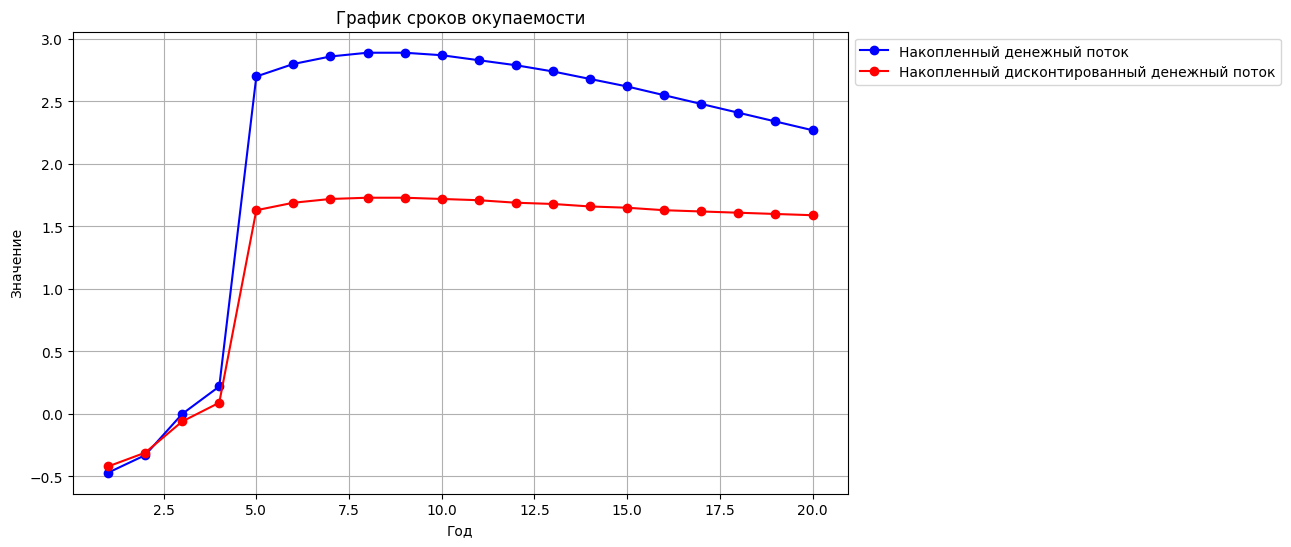 График сроков окупаемости
Накопленный денежный поток
Накопленный дисконтированный денежный поток
Значение
3.0
2.5
2.0
1.5
1.0
0.5
0.0
−0.5
2.5 5.0 7.5 10.0 12.5 15.0 17.5 20.0
Год